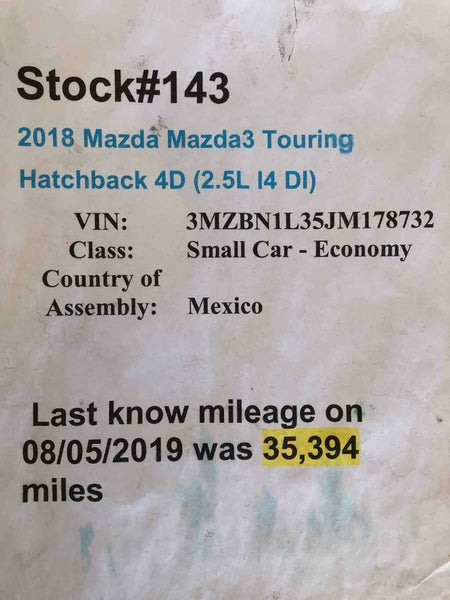 Stock#143
2018 Mazda Mazda3 Touring
Hatchback 4D (2.5L I4 DI)
VIN: 3MZBN1L35JM178732
Class: Small Car - Economy
Country of
Assembly: Mexico
Last know mileage on
08/05/2019 was 35,394
miles